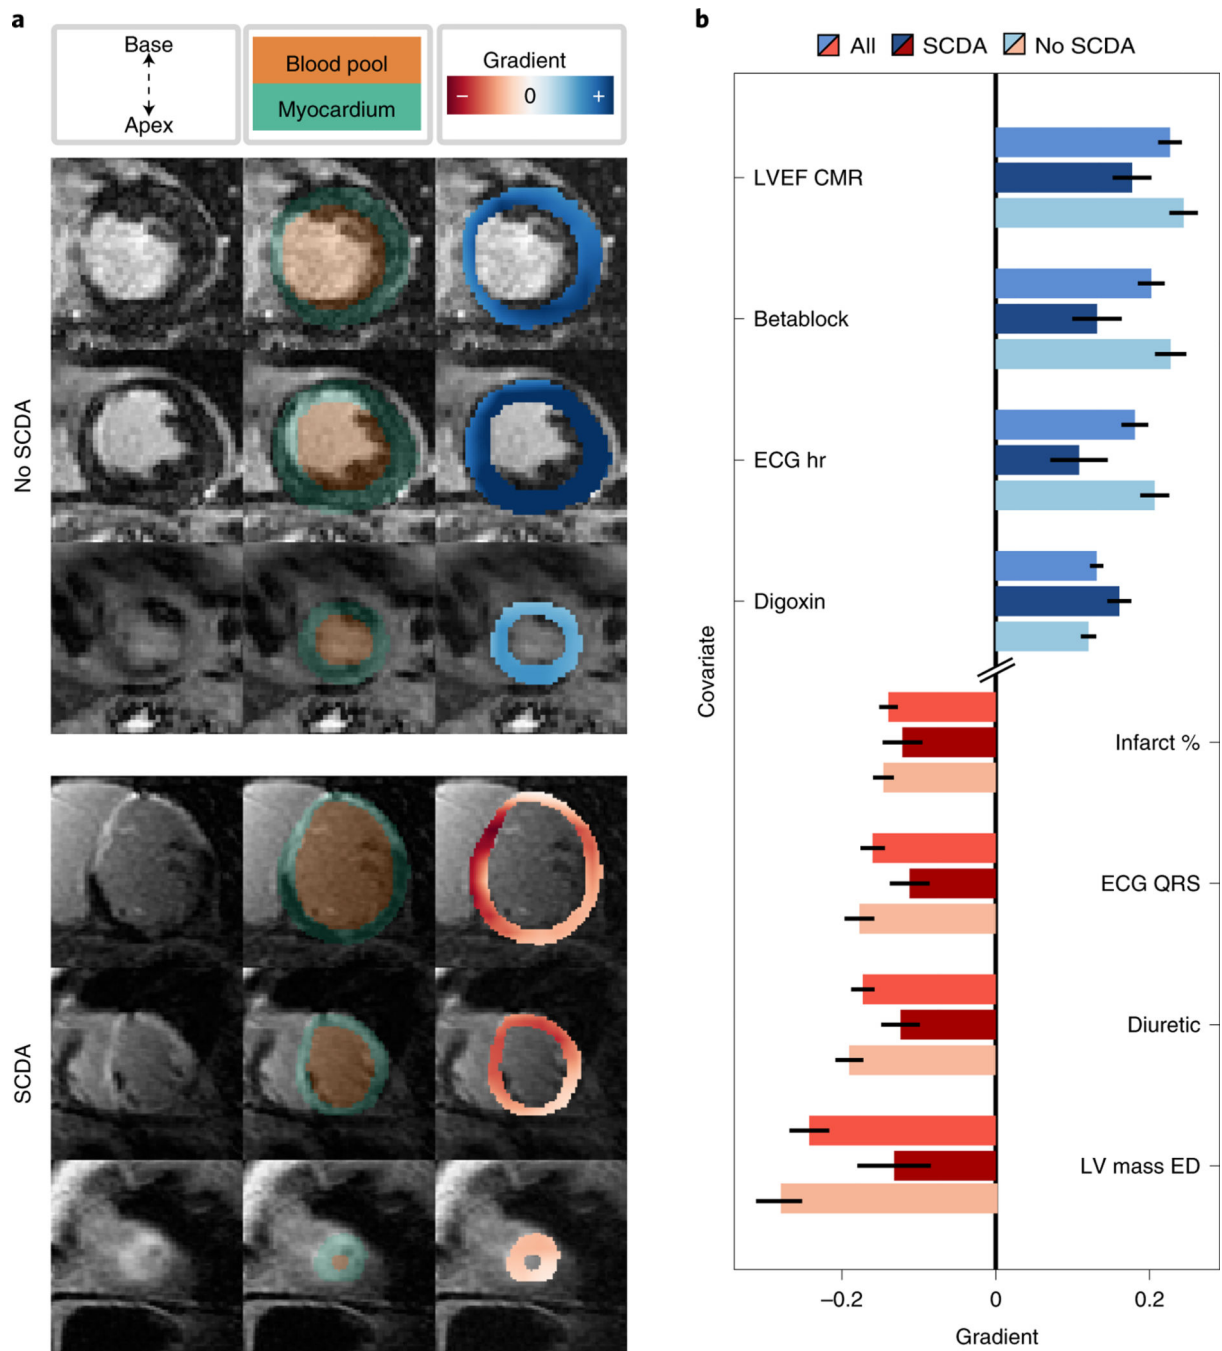 a
Base
Apex
Blood pool
Myocardium
Gradient
− 0 +
No SCDA
SCDA
b
All SCDA No SCDA
LVEF CMR
Betablock
ECG hr
Digoxin
Covariate
Infarct %
ECG QRS
Diuretic
LV mass ED
−0.2 0 0.2
Gradient